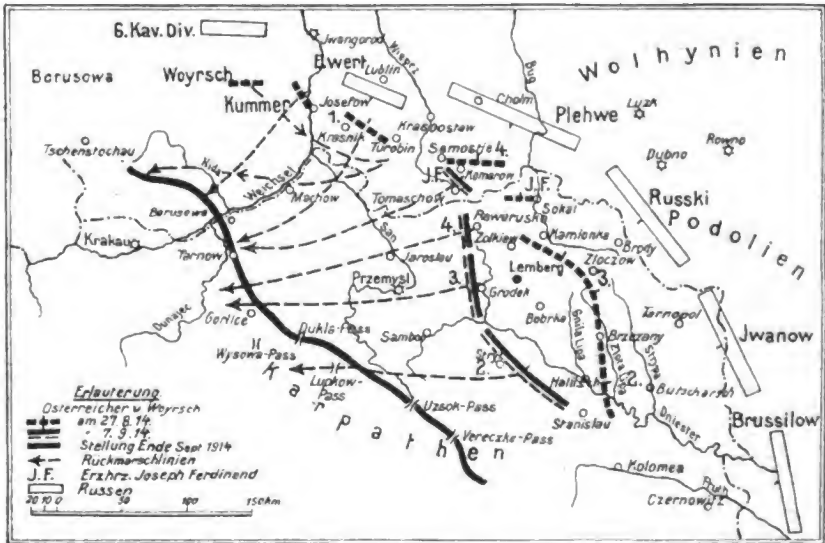 6. Kav. Div.
Jwangorod
Ewert
Wieprz
Bug
Wolhynien
Borusowa
Woyrsch
Lublin
Cholm
Plehwe
Luzk
Kummer
Josefow
1.
Krasnik
Krasnostaw
Turobin
Samostje
4.
Rowno
Tschenstochau
Nida
Weichsel
J.F.
Komarow
Dubno
Machow
Tomaschow
J.F.
Sokal
Russki
Borusowa
San
4.
Rawaruska
Podolien
Krakau
Zolkiew
Kamionka
Brody
Tarnow
Jaroslau
Lemberg
Zloczow
Przemysl
3.
3.
Grodek
Tarnopol
Dunajec
Gorlice
Bobrka
Gnila Lipa
Brzezany
Jwanow
Dukla-Pass
Sambor
Zlota Lipa
Strypa
Wysowa-Pass
Stryj
2.
Halitsch
2.
Butscharsch
Lupkow-
Pass
Karpathen
Uzsok-Pass
Stanislau
Dniester
Brussilow
Vereczke-Pass
Kolomea
Pruth
Czernowitz
Erläuterung
Österreicher u. Woyrsch
am 27.8.14.
" 7.9.14.
Stellung Ende Sept 1914
Rückmarschlinien
J.F. Erzhrz. Joseph Ferdinand
Russen
20 10 0 50 100 150 km